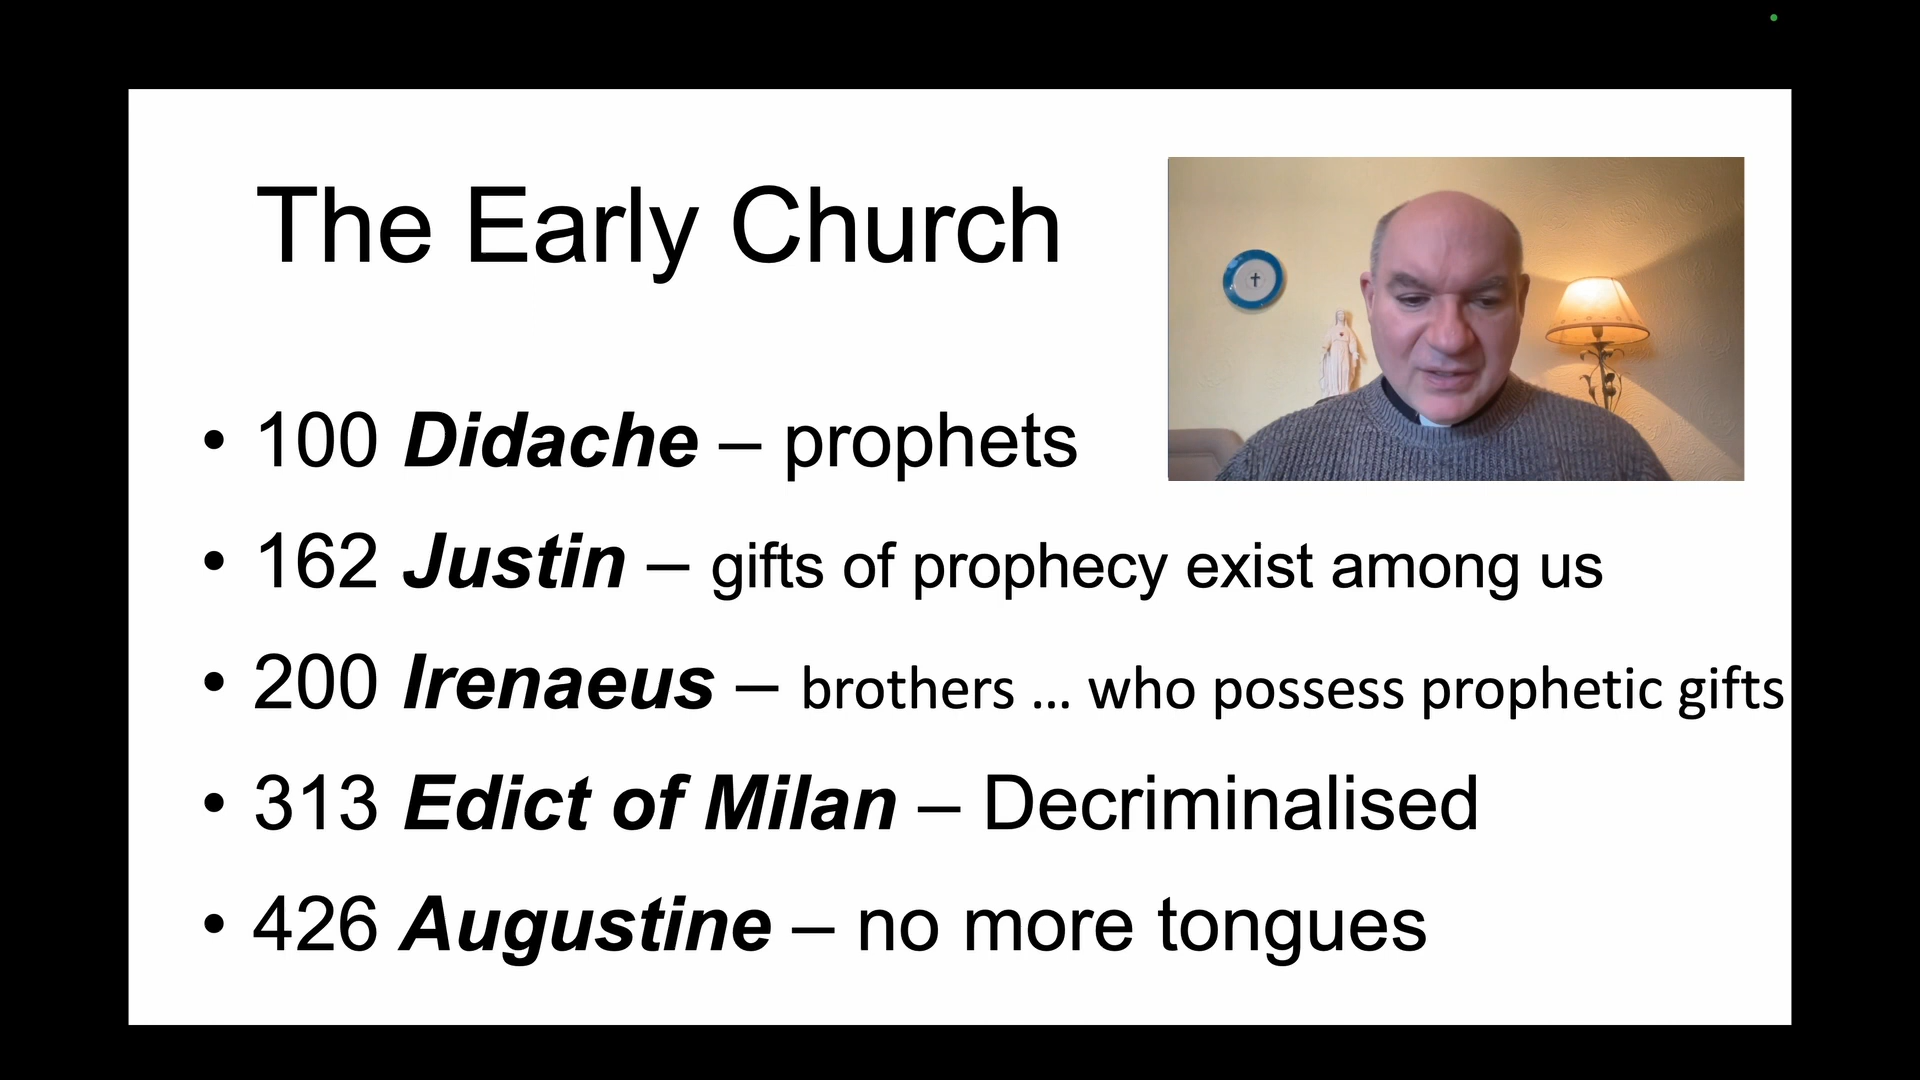 The Early Church
• 100 Didache – prophets
• 162 Justin – gifts of prophecy exist among us
• 200 Irenaeus – brothers ... who possess prophetic gifts
• 313 Edict of Milan – Decriminalised
• 426 Augustine – no more tongues